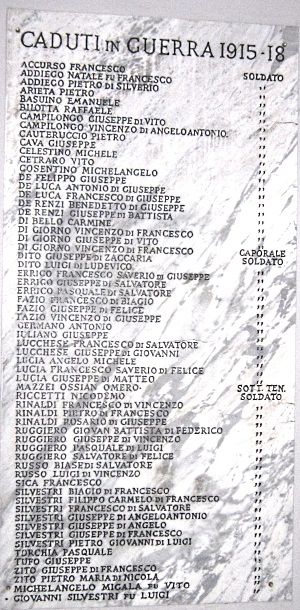 CADUTI IN GUERRA 1915-18
ACCURSO FRANCESCO SOLDATO
ADDIEGO NATALE FU FRANCESCO "
ADDIEGO PIETRO DI SILVERIO "
ARIETA PIETRO "
BASUINO EMANUELE "
BILOTTA RAFFAELE "
CAMPILONGO GIUSEPPE DI VITO "
CAMPILONGO VINCENZO DI ANGELOANTONIO "
CAUTERUCCIO PIETRO "
CAVA GIUSEPPE "
CELESTINO MICHELE "
CETRARO VITO "
COSENTINO MICHELANGELO "
DE FILIPPO GIUSEPPE "
DE LUCA ANTONIO DI GIUSEPPE "
DE LUCA FRANCESCO DI GIUSEPPE "
DE RENZI BENEDETTO DI GIUSEPPE "
DE RENZI GIUSEPPE DI BATTISTA "
DI BELLO CARMINE "
DI GIORNO VINCENZO DI FRANCESCO "
DI GIORNO GIUSEPPE DI VITO "
DI GIORNO VINCENZO DI FRANCESCO "
DITO GIUSEPPE DI ZACCARIA CAPORALE
DITO LUIGI DI LUDEVICO SOLDATO
ERRICO FRANCESCO SAVERIO DI GIUSEPPE "
ERRIGO GIUSEPPE DI SALVATORE "
ERRICO PASQUALE DI SALVATORE "
FAZIO FRANCESCO DI BIAGIO "
FAZIO GIUSEPPE DI FELICE "
FAZIO VINCENZO DI GIUSEPPE "
GERMANO ANTONIO "
IULIANO GIUSEPPE "
LUCCHESE FRANCESCO DI SALVATORE "
LUCCHESE GIUSEPPE DI GIOVANNI "
LUCIA ANGELO MICHELE "
LUCIA FRANCESCO SAVERIO DI FELICE "
LUCIA GIUSEPPE DI MATTEO "
MAZZEI OSSIAN OMERO SOTT. TEN.
RICCETTI NICODEMO SOLDATO
RINALDI FRANCESCO DI VINCENZO "
RINALDI PIETRO DI FRANCESCO "
RINALDI ROSARIO DI GIUSEPPE "
RUGGIERO GIOVAN BATTISTA DI FEDERICO "
RUGGIERO GIUSEPPE DI VINCENZO "
RUGGIERO PASQUALE DI LUIGI "
RUGGIERO SALVATORE DI FELICE "
RUSSO BIASE DI SALVATORE "
RUSSO LUIGI DI VINCENZO "
SICA FRANCESCO "
SILVESTRI BIAGIO DI FRANCESCO "
SILVESTRI FILIPPO CARMELO DI FRANCESCO "
SILVESTRI FRANCESCO DI SALVATORE "
SILVESTRI GIUSEPPE DI ANGELOANTONIO "
SILVESTRI GIUSEPPE DI ANGELO "
SILVESTRI GIUSEPPE DI FRANCESCO "
SILVESTRI PIETRO GIOVANNI DI LUIGI "
TORCHIA PASQUALE "
TUPO GIUSEPPE "
ZITO GIUSEPPE DI FRANCESCO "
ZITO PIETRO MARIA DI NICOLA "
MICHELANGELO MIGALA FU VITO "
GIOVANNI SILVESTRI FU LUIGI "